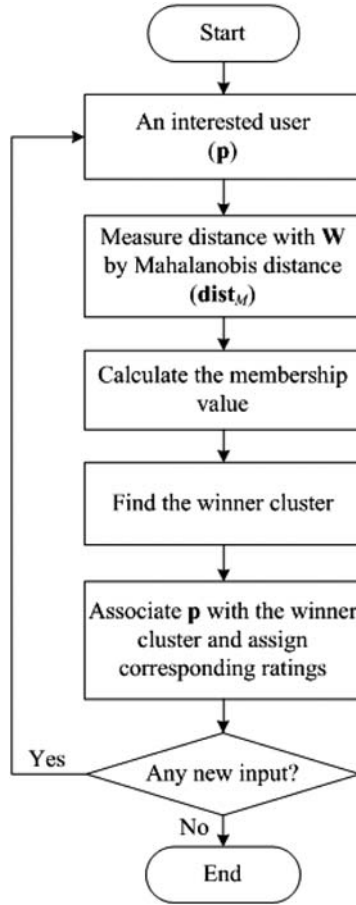 Start
An interested user
(p)
Measure distance with W
by Mahalanobis distance
(dist_M)
Calculate the membership
value
Find the winner cluster
Associate p with the winner
cluster and assign
corresponding ratings
Yes
Any new input?
No
End